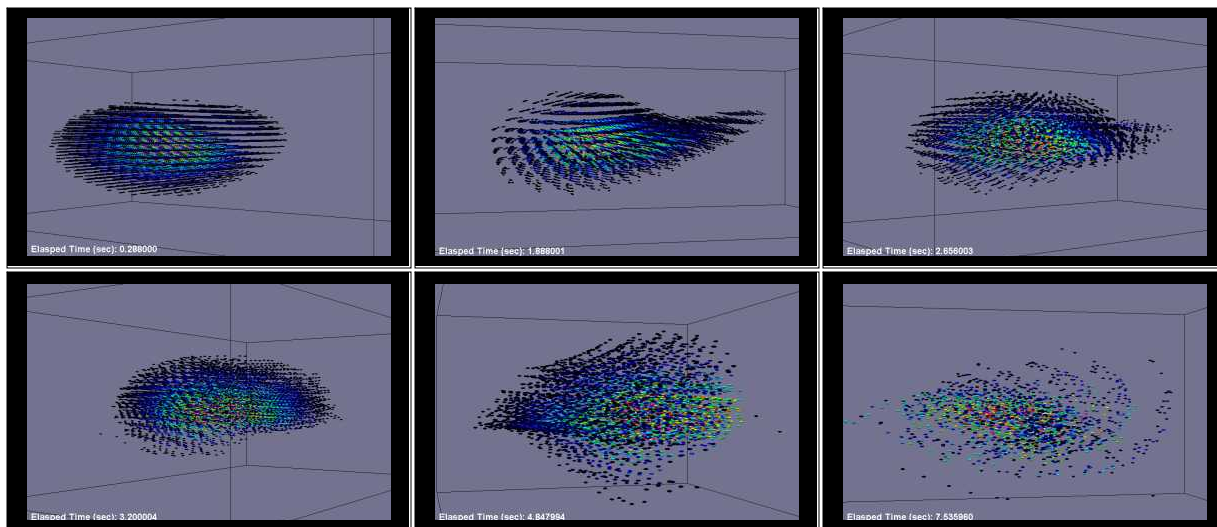 Elasped Time (sec): 0.288000
Elasped Time (sec): 1.888001
Elasped Time (sec): 2.656003
Elasped Time (sec): 3.200004
Elasped Time (sec): 4.847994
Elasped Time (sec): 7.535960